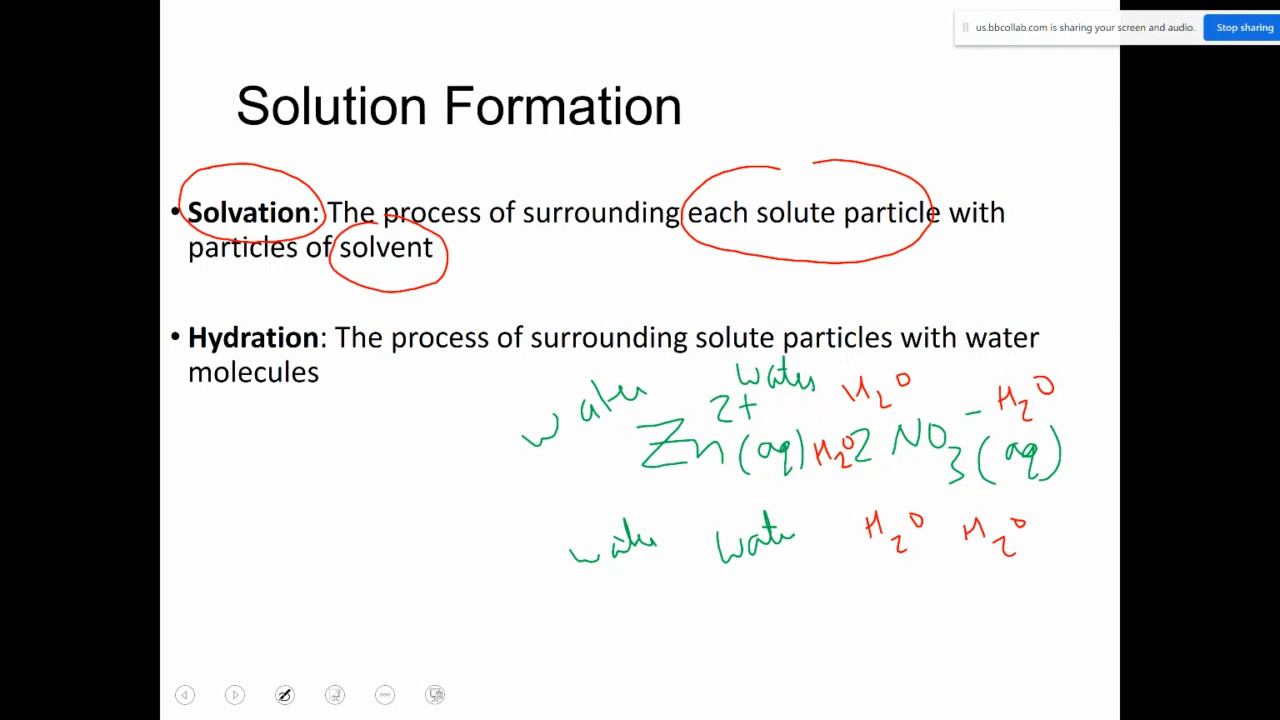 us.bbcollab.com is sharing your screen and audio. Stop sharing
Solution Formation
• Solvation: The process of surrounding each solute particle with
particles of solvent
• Hydration: The process of surrounding solute particles with water
molecules
water water H2O H2O
Zn2+(aq) H2O 2 NO3-(aq)
water water H2O H2O